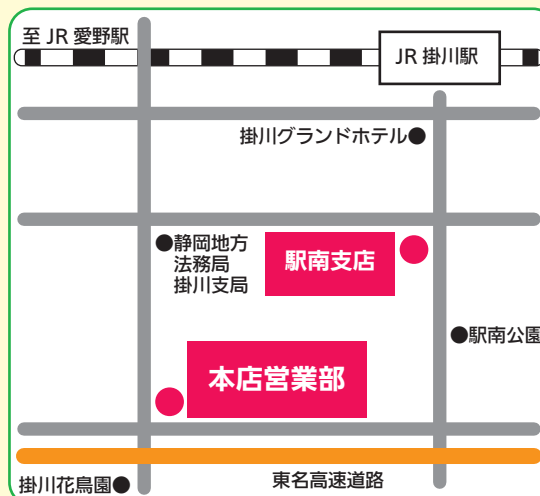 至 JR 愛野駅
JR 掛川駅
掛川グランドホテル●
●静岡地方
法務局
掛川支局
駅南支店
●駅南公園
本店営業部
東名高速道路
掛川花鳥園●